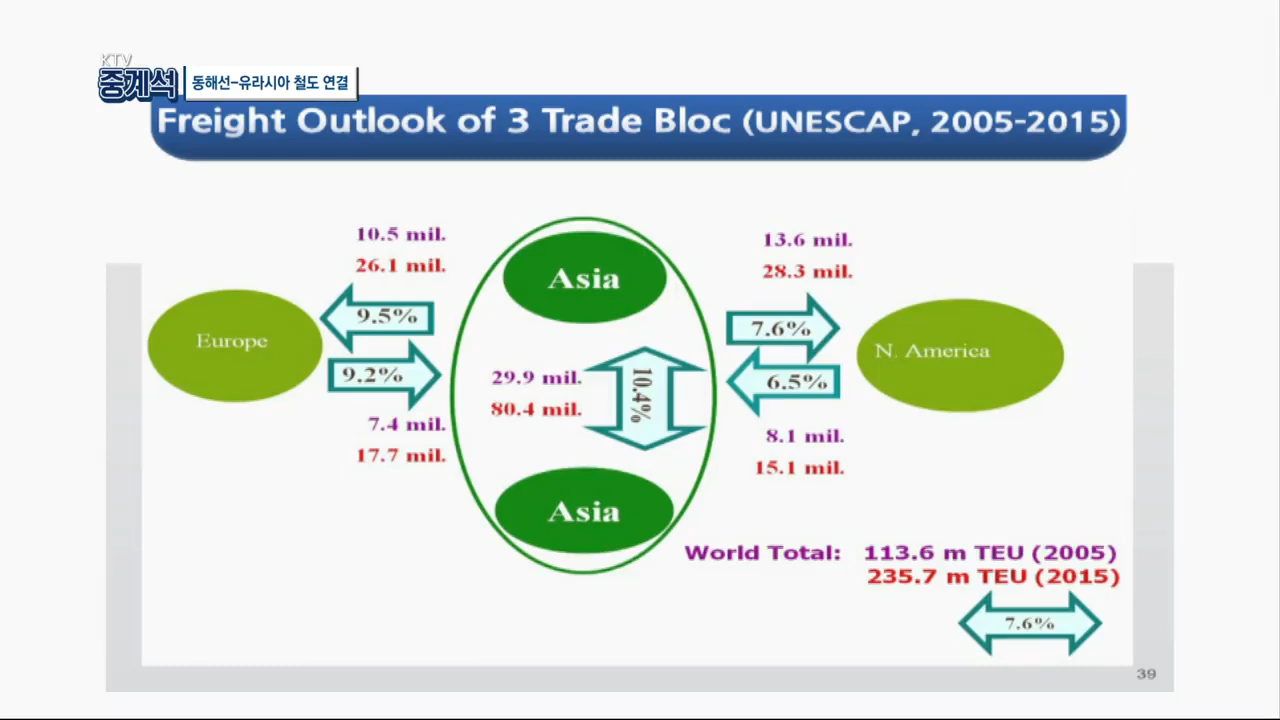 KTV
중계석
동해선-유라시아 철도 연결
Freight Outlook of 3 Trade Bloc (UNESCAP, 2005-2015)
10.5 mil.
26.1 mil.
9.5%
Europe
9.2%
7.4 mil.
17.7 mil.
Asia
29.9 mil.
80.4 mil.
10.4%
Asia
13.6 mil.
28.3 mil.
7.6%
N. America
6.5%
8.1 mil.
15.1 mil.
World Total: 113.6 m TEU (2005)
235.7 m TEU (2015)
7.6%
39